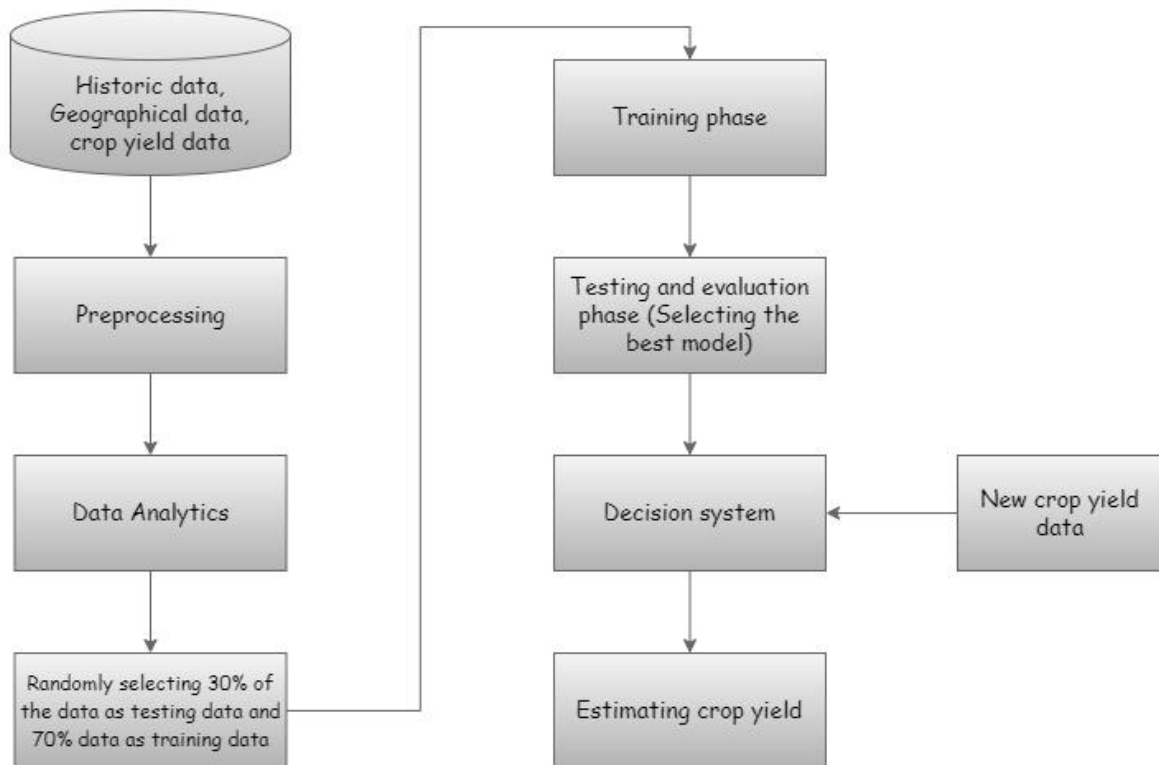 Historic data,
Geographical data,
crop yield data
Preprocessing
Data Analytics
Randomly selecting 30% of
the data as testing data and
70% data as training data
Training phase
Testing and evaluation
phase (Selecting the
best model)
Decision system
New crop yield
data
Estimating crop yield